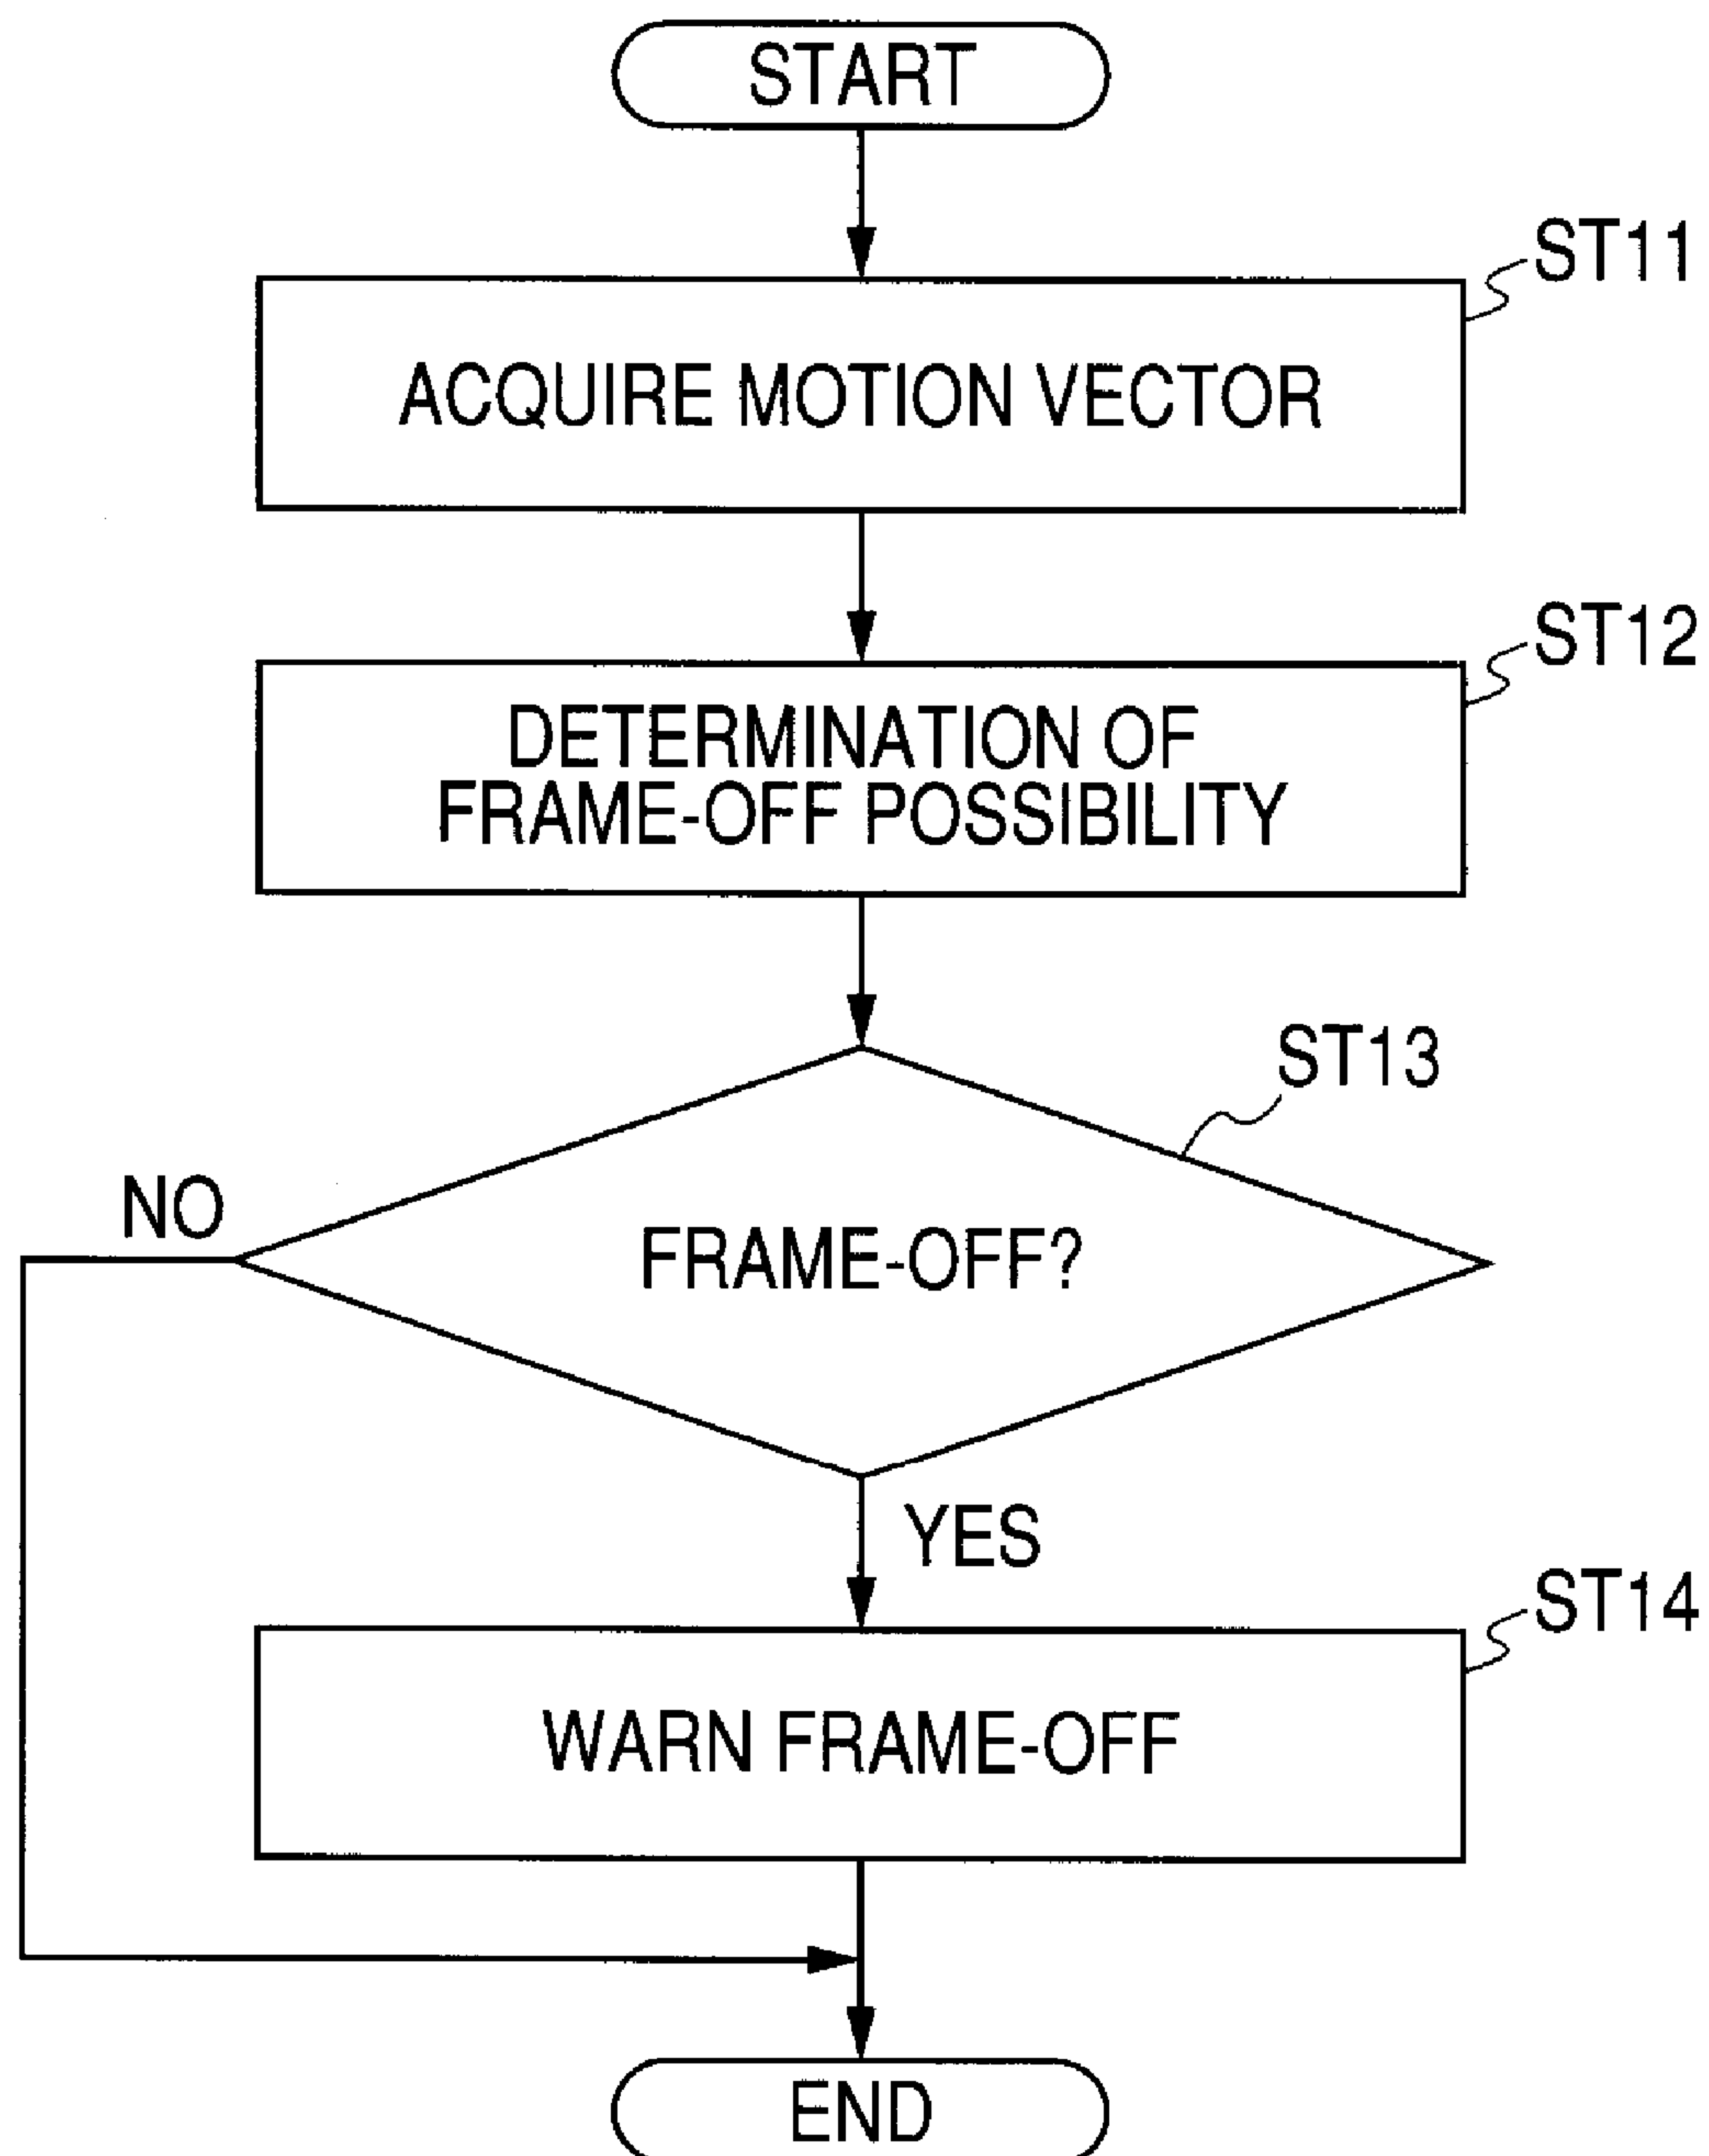 START
ST11
ACQUIRE MOTION VECTOR
ST12
DETERMINATION OF
FRAME-OFF POSSIBILITY
ST13
NO
FRAME-OFF?
YES
ST14
WARN FRAME-OFF
END